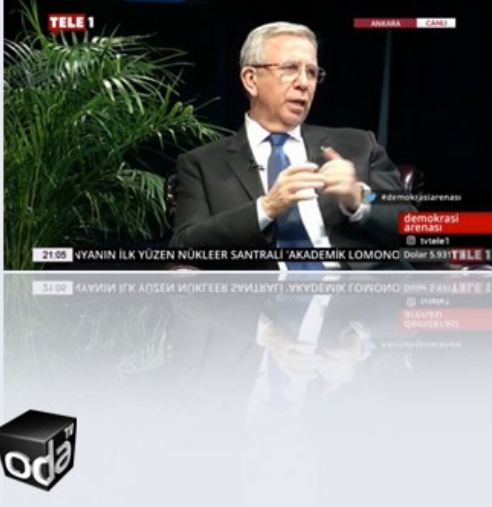 TELE 1
ANKARA CANLI
#demokrasiarenası
demokrasi
arenası
tvtele1
21:05 NYANIN İLK YÜZEN NÜKLEER SANTRALİ 'AKADEMİK LOMONO Dolar 5.931 TELE 1
oda TV